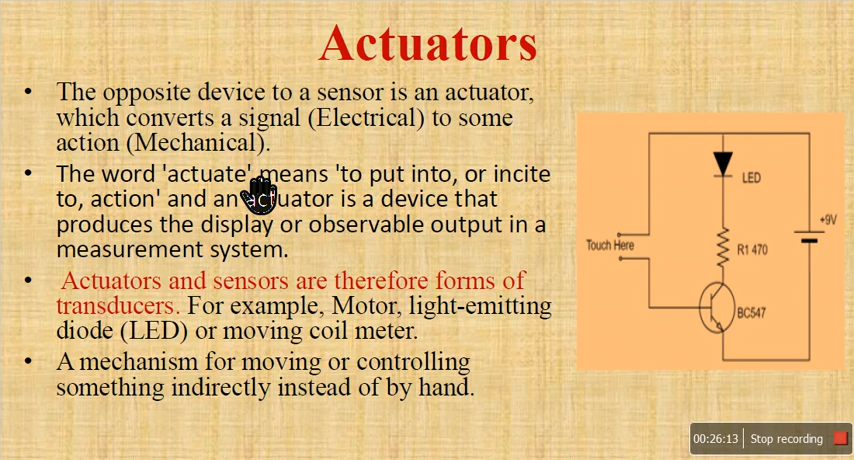 Actuators
• The opposite device to a sensor is an actuator,
which converts a signal (Electrical) to some
action (Mechanical).
• The word 'actuate' means 'to put into, or incite
to, action' and an actuator is a device that
produces the display or observable output in a
measurement system.
• Actuators and sensors are therefore forms of
transducers. For example, Motor, light-emitting
diode (LED) or moving coil meter.
• A mechanism for moving or controlling
something indirectly instead of by hand.
LED
+9V
Touch Here
R1 470
BC547
00:26:13 Stop recording